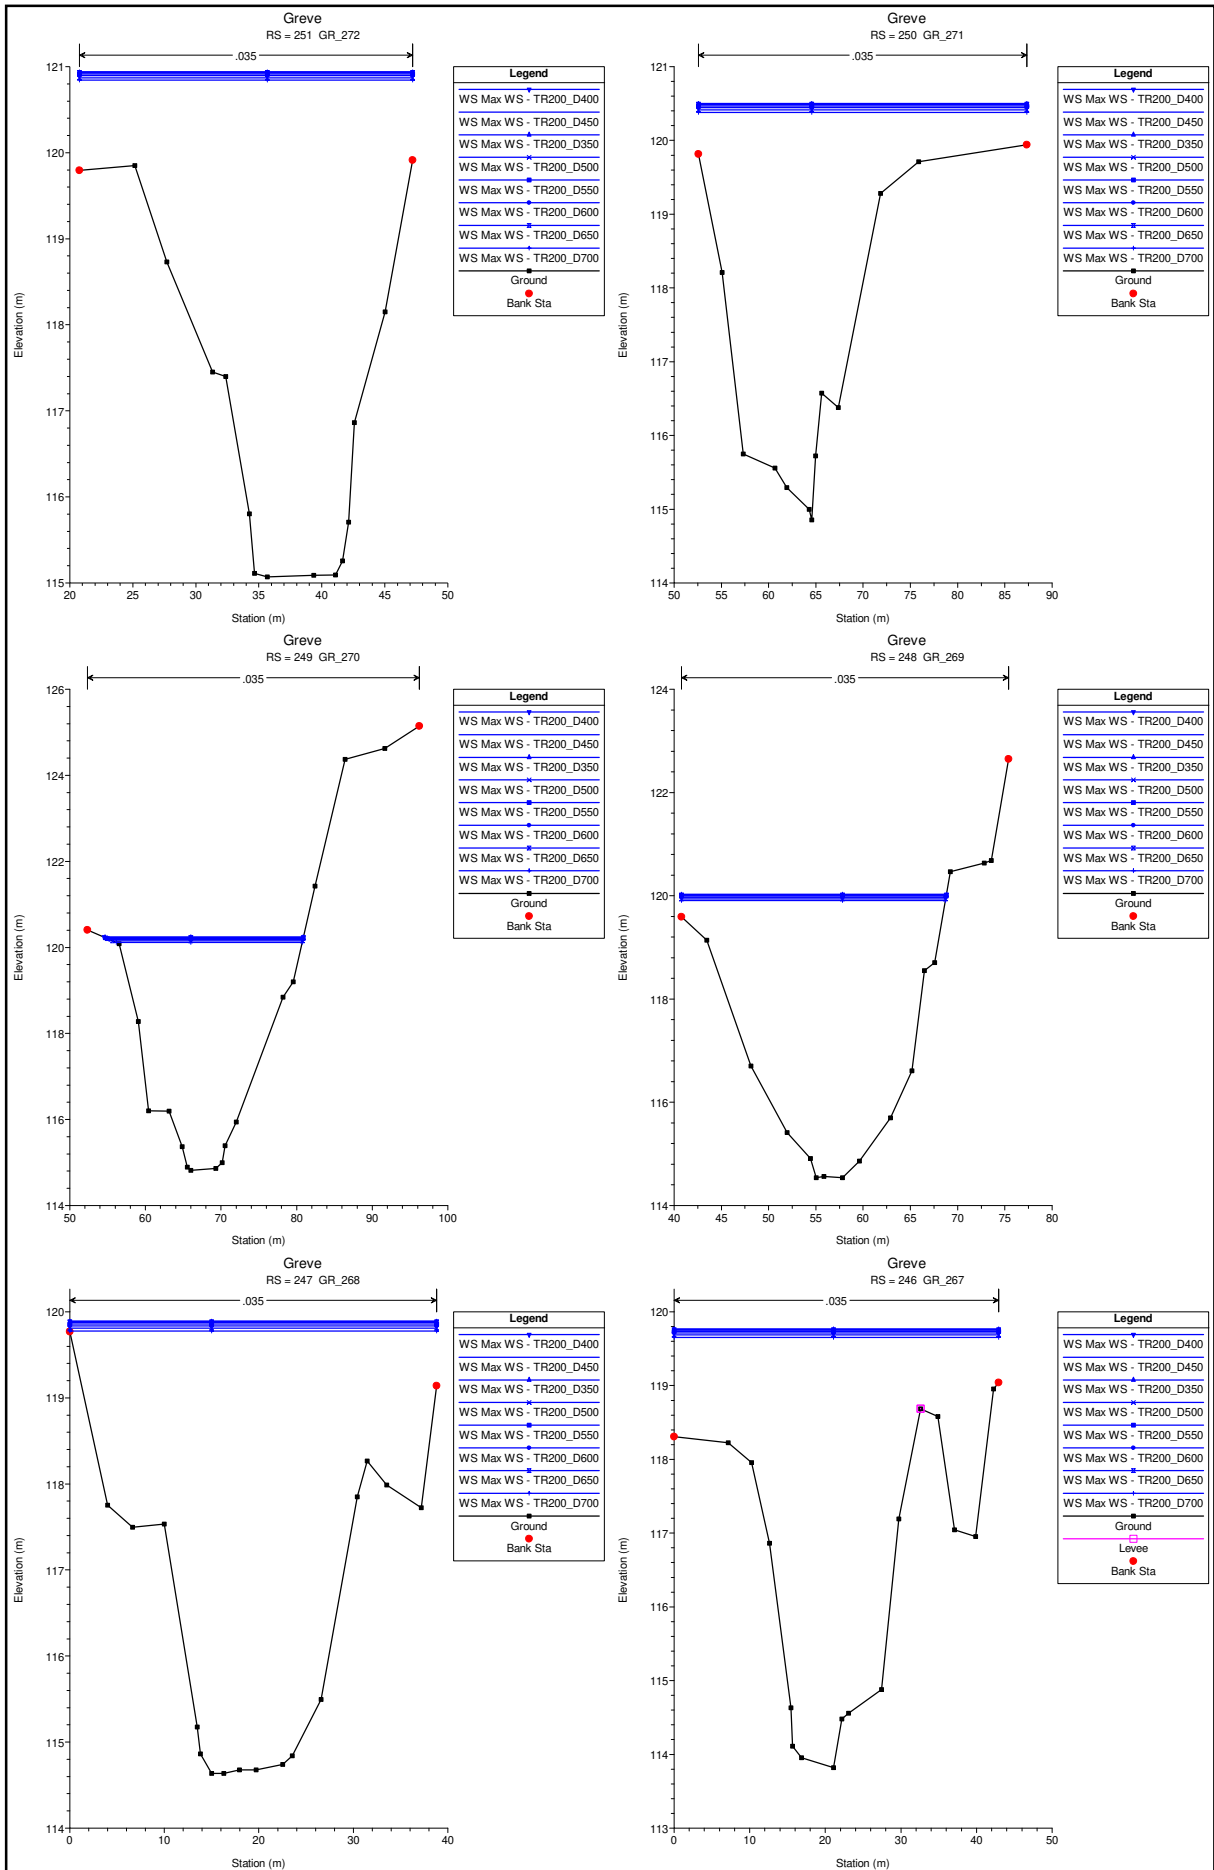 Greve
RS = 251 GR_272
.035
121
120
119
118
117
116
115
20
25
30
35
40
45
50
Elevation (m)
Station (m)
Legend
WS Max WS - TR200_D400
WS Max WS - TR200_D450
WS Max WS - TR200_D350
WS Max WS - TR200_D500
WS Max WS - TR200_D550
WS Max WS - TR200_D600
WS Max WS - TR200_D650
WS Max WS - TR200_D700
Ground
Bank Sta
Greve
RS = 250 GR_271
.035
121
120
119
118
117
116
115
114
50
55
60
65
70
75
80
85
90
Elevation (m)
Station (m)
Legend
WS Max WS - TR200_D400
WS Max WS - TR200_D450
WS Max WS - TR200_D350
WS Max WS - TR200_D500
WS Max WS - TR200_D550
WS Max WS - TR200_D600
WS Max WS - TR200_D650
WS Max WS - TR200_D700
Ground
Bank Sta
Greve
RS = 249 GR_270
.035
126
124
122
120
118
116
114
50
60
70
80
90
100
Elevation (m)
Station (m)
Legend
WS Max WS - TR200_D400
WS Max WS - TR200_D450
WS Max WS - TR200_D350
WS Max WS - TR200_D500
WS Max WS - TR200_D550
WS Max WS - TR200_D600
WS Max WS - TR200_D650
WS Max WS - TR200_D700
Ground
Bank Sta
Greve
RS = 248 GR_269
.035
124
122
120
118
116
114
40
45
50
55
60
65
70
75
80
Elevation (m)
Station (m)
Legend
WS Max WS - TR200_D400
WS Max WS - TR200_D450
WS Max WS - TR200_D350
WS Max WS - TR200_D500
WS Max WS - TR200_D550
WS Max WS - TR200_D600
WS Max WS - TR200_D650
WS Max WS - TR200_D700
Ground
Bank Sta
Greve
RS = 247 GR_268
.035
120
119
118
117
116
115
114
0
10
20
30
40
Elevation (m)
Station (m)
Legend
WS Max WS - TR200_D400
WS Max WS - TR200_D450
WS Max WS - TR200_D350
WS Max WS - TR200_D500
WS Max WS - TR200_D550
WS Max WS - TR200_D600
WS Max WS - TR200_D650
WS Max WS - TR200_D700
Ground
Bank Sta
Greve
RS = 246 GR_267
.035
120
119
118
117
116
115
114
113
0
10
20
30
40
50
Elevation (m)
Station (m)
Legend
WS Max WS - TR200_D400
WS Max WS - TR200_D450
WS Max WS - TR200_D350
WS Max WS - TR200_D500
WS Max WS - TR200_D550
WS Max WS - TR200_D600
WS Max WS - TR200_D650
WS Max WS - TR200_D700
Ground
Levee
Bank Sta